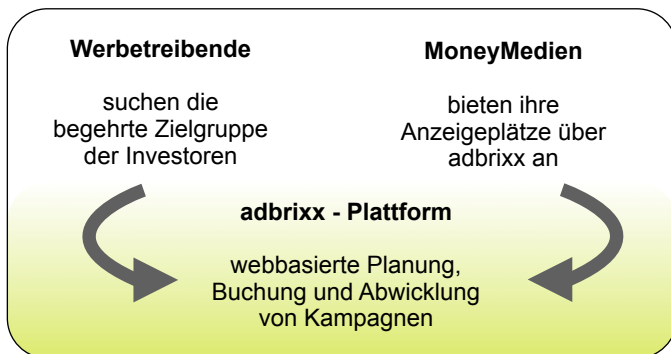 Werbetreibende
suchen die
begehrte Zielgruppe
der Investoren
MoneyMedien
bieten ihre
Anzeigeplätze über
adbrixx an
adbrixx - Plattform
webbasierte Planung,
Buchung und Abwicklung
von Kampagnen